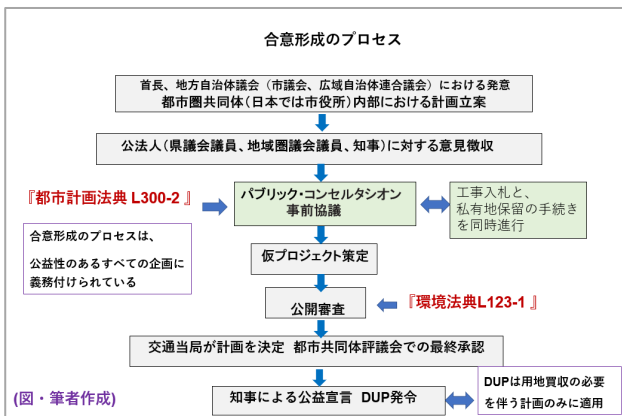 合意形成のプロセス
首長、地方自治体議会（市議会、広域自治体連合議会）における発意
都市圏共同体（日本では市役所）内部における計画立案
公法人（県議会議員、地域圏議会議員、知事）に対する意見徴収
『都市計画法典 L300-2 』
パブリック・コンセルタシオン
事前協議
工事入札と、
私有地保留の手続き
を同時進行
合意形成のプロセスは、
公益性のあるすべての企画に
義務付けられている
仮プロジェクト策定
公開審査
『環境法典L123-1 』
交通当局が計画を決定 都市共同体評議会での最終承認
(図・筆者作成)
知事による公益宣言 DUP発令
DUPは用地買収の必要
を伴う計画のみに適用